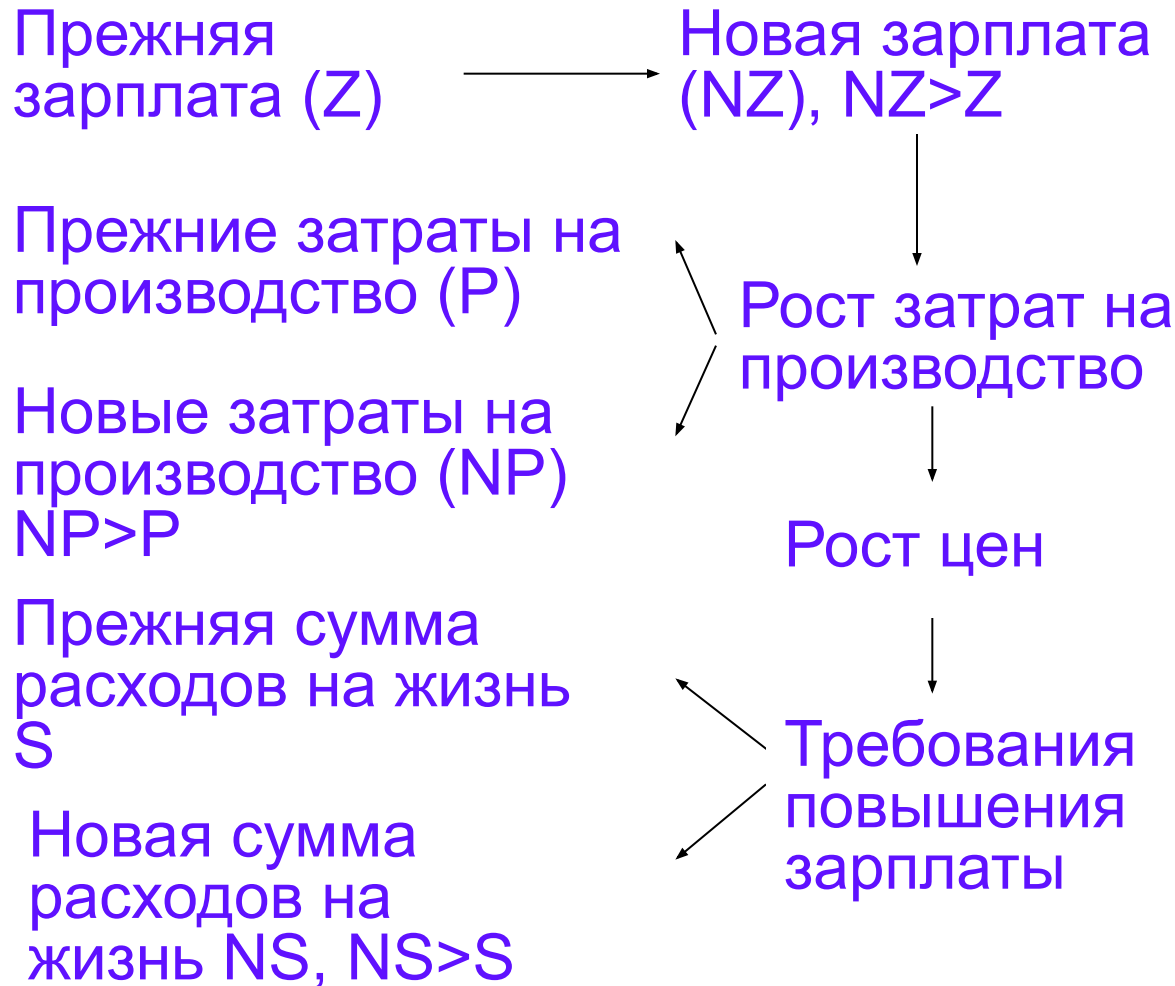 Прежняя
зарплата (Z)
Новая зарплата
(NZ), NZ>Z
Прежние затраты на
производство (P)
Рост затрат на
производство
Новые затраты на
производство (NP)
NP>P
Рост цен
Прежняя сумма
расходов на жизнь
S
Требования
повышения
зарплаты
Новая сумма
расходов на
жизнь NS, NS>S